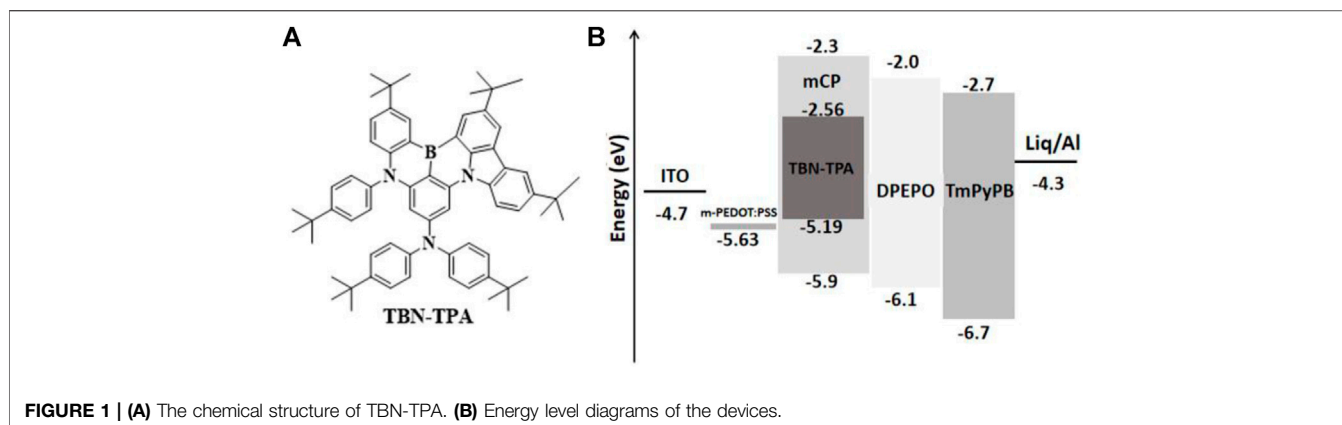 A
B
B
N
N
N
TBN-TPA
Energy (eV)
ITO
-4.7
m-PEDOT:PSS
-5.63
-2.3
mCP
-2.56
TBN-TPA
-5.19
-5.9
-2.0
DPEPO
-6.1
-2.7
TmPyPB
-6.7
Liq/Al
-4.3
FIGURE 1 | (A) The chemical structure of TBN-TPA. (B) Energy level diagrams of the devices.